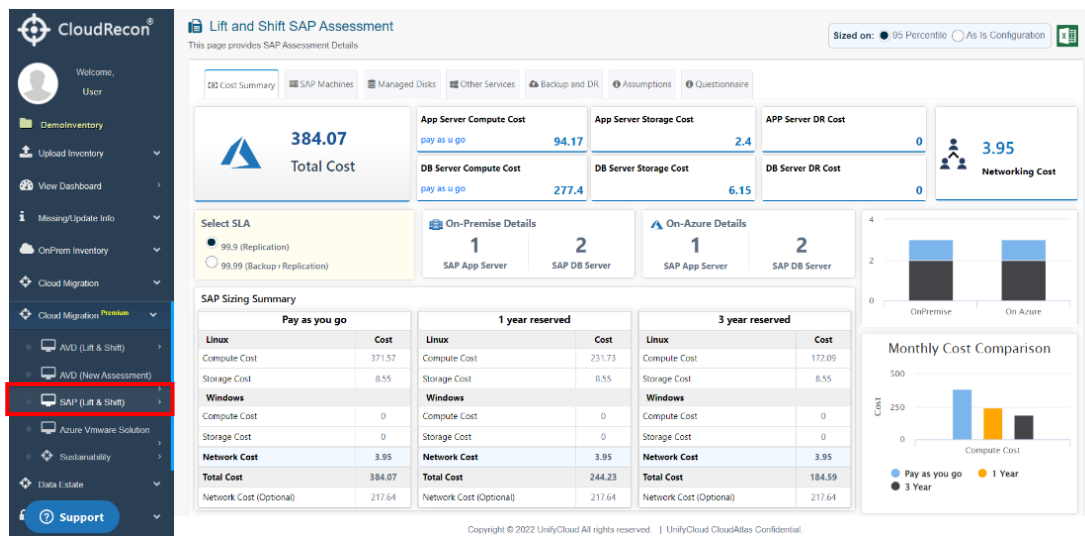 CloudRecon®
Welcome,
User
DemoInventory
Upload Inventory
View Dashboard
Missing/Update Info
OnPrem Inventory
Cloud Migration
Cloud Migration Premium
AVD (Lift & Shift)
AVD (New Assessment)
SAP (Lift & Shift)
Azure Vmware Solution
Sustainability
Data Estate
Support
Lift and Shift SAP Assessment
This page provides SAP Assessment Details
Sized on: 95 Percentile As Is Configuration
Cost Summary SAP Machines Managed Disks Other Services Backup and DR Assumptions Questionnaire
384.07
Total Cost
App Server Compute Cost
pay as u go 94.17
App Server Storage Cost
2.4
APP Server DR Cost
0
DB Server Compute Cost
pay as u go 277.4
DB Server Storage Cost
6.15
DB Server DR Cost
0
3.95
Networking Cost
Select SLA
99.9 (Replication)
99.99 (Backup+Replication)
On-Premise Details
1 2
SAP App Server SAP DB Server
On-Azure Details
1 2
SAP App Server SAP DB Server
4
2
0
OnPremise On Azure
SAP Sizing Summary
Pay as you go
Linux Cost
Compute Cost 371.57
Storage Cost 8.55
Windows
Compute Cost 0
Storage Cost 0
Network Cost 3.95
Total Cost 384.07
Network Cost (Optional) 217.64
1 year reserved
Linux Cost
Compute Cost 231.73
Storage Cost 8.55
Windows
Compute Cost 0
Storage Cost 0
Network Cost 3.95
Total Cost 244.23
Network Cost (Optional) 217.64
3 year reserved
Linux Cost
Compute Cost 172.09
Storage Cost 8.55
Windows
Compute Cost 0
Storage Cost 0
Network Cost 3.95
Total Cost 184.59
Network Cost (Optional) 217.64
Monthly Cost Comparison
500
250
0
Cost
Compute Cost
Pay as you go 1 Year
3 Year
Copyright © 2022 UnifyCloud All rights reserved. | UnifyCloud CloudAtlas Confidential.